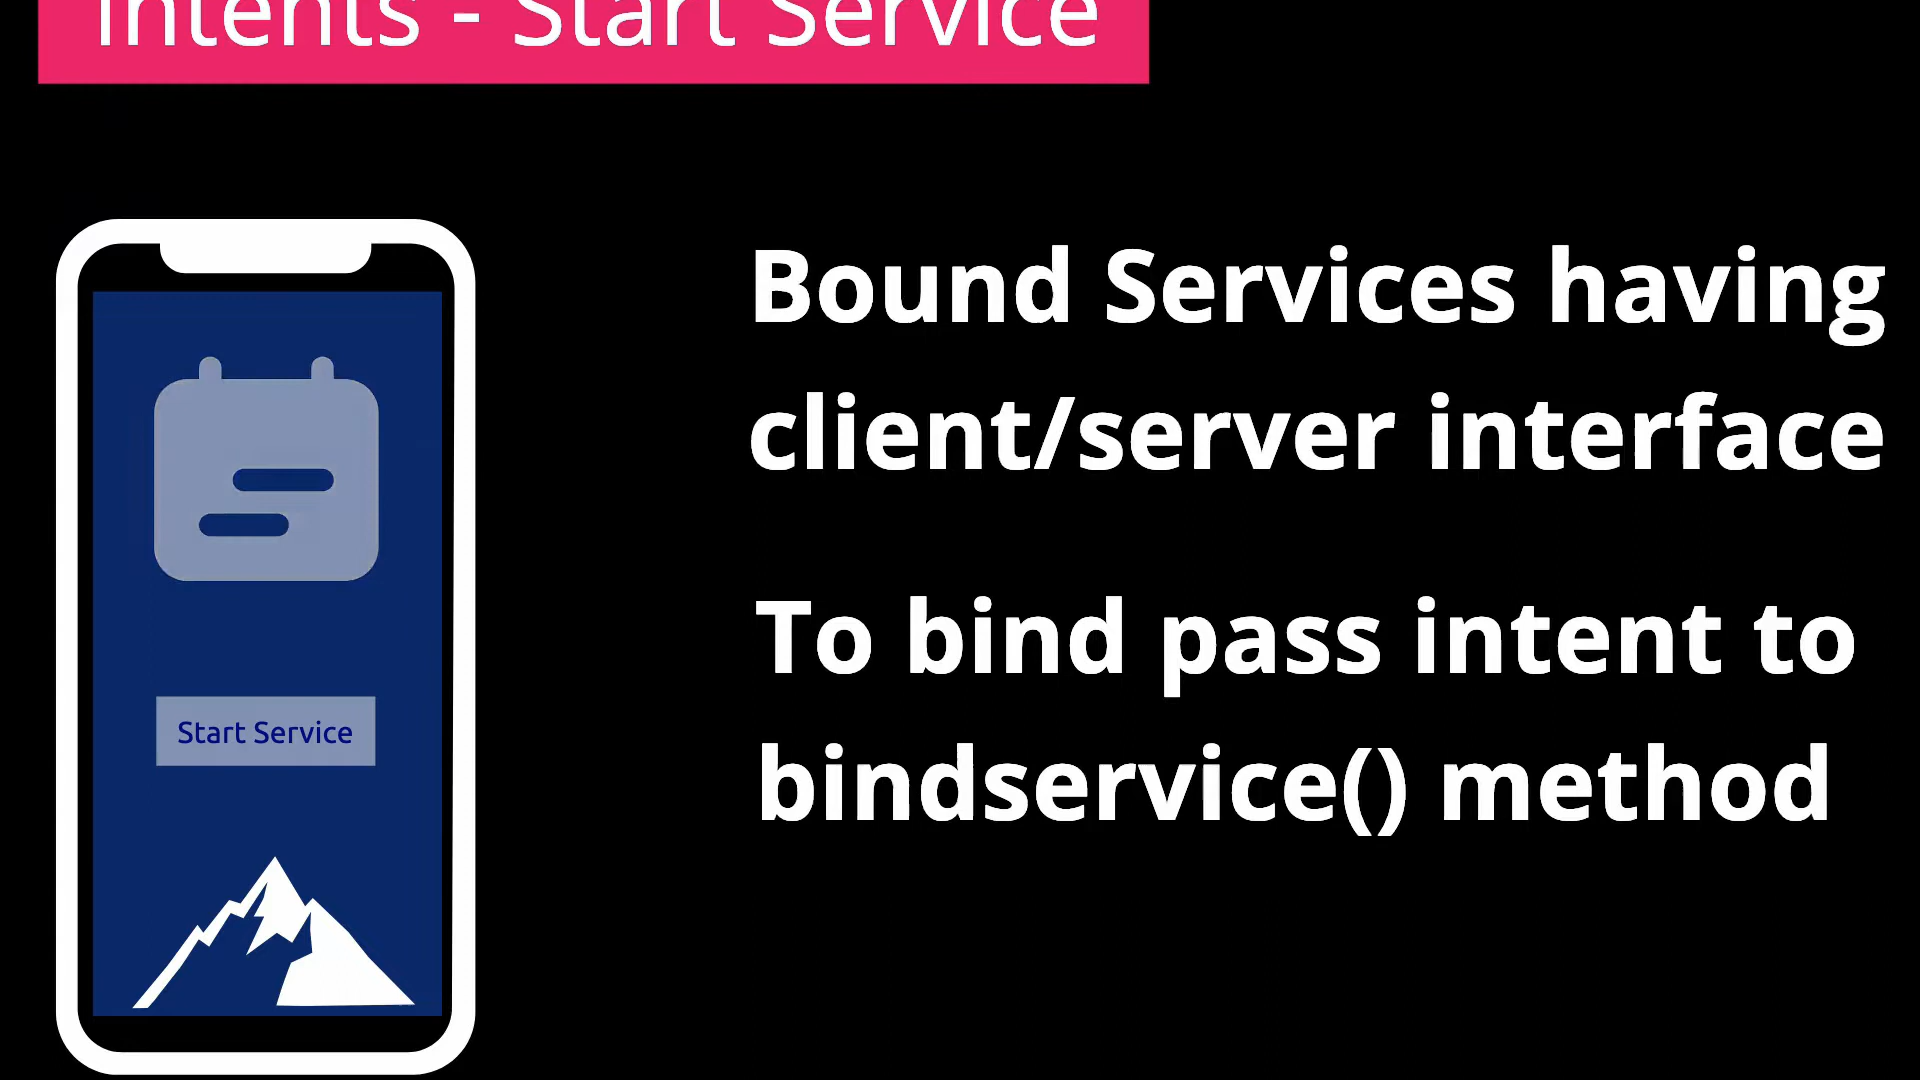 Intents - Start Service
Bound Services having
client/server interface
To bind pass intent to
bindservice() method
Start Service